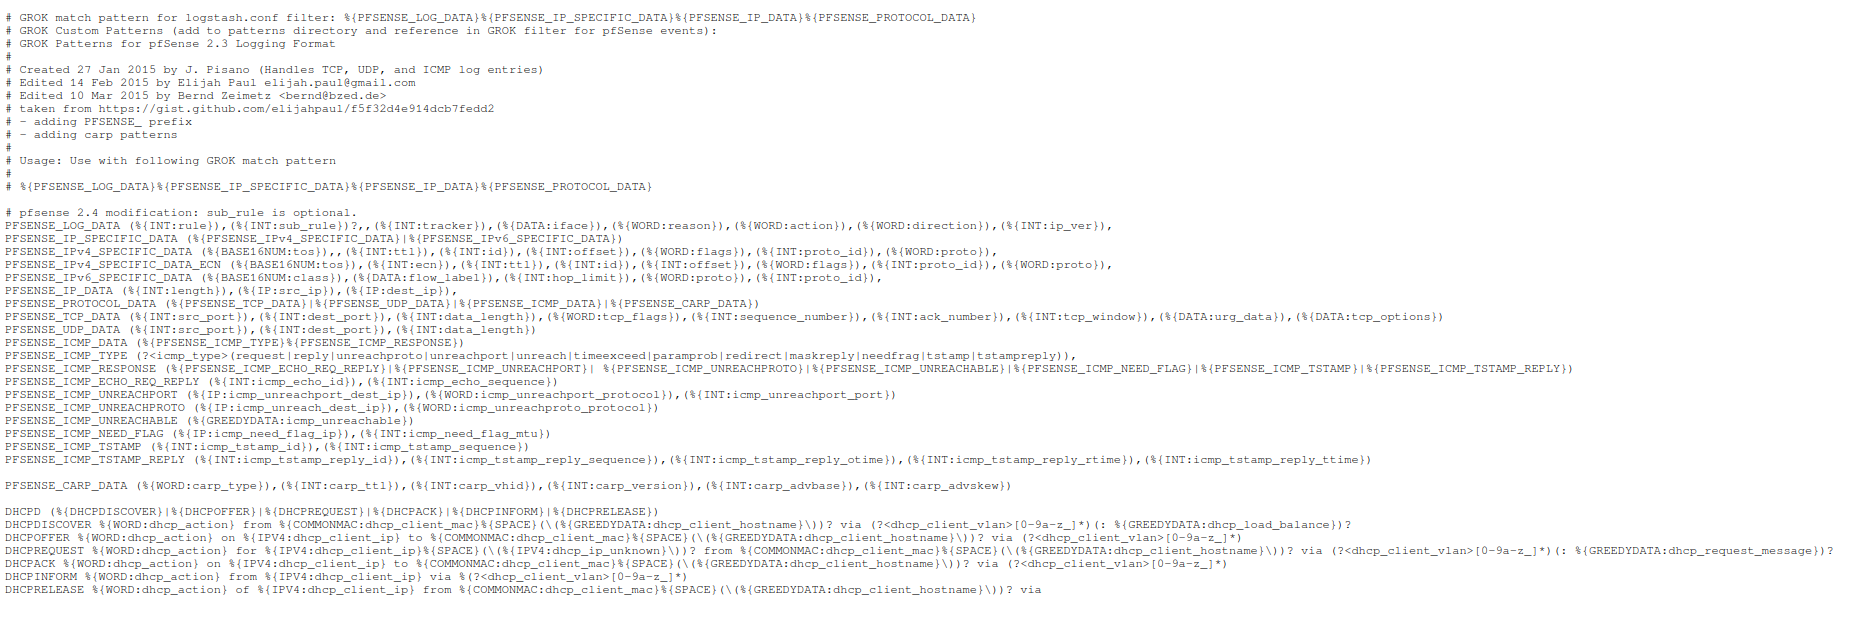 # GROK match pattern for logstash.conf filter: %{PFSENSE_LOG_DATA}%{PFSENSE_IP_SPECIFIC_DATA}%{PFSENSE_IP_DATA}%{PFSENSE_PROTOCOL_DATA}
# GROK Custom Patterns (add to patterns directory and reference in GROK filter for pfSense events):
# GROK Patterns for pfSense 2.3 Logging Format
#
# Created 27 Jan 2015 by J. Pisano (Handles TCP, UDP, and ICMP log entries)
# Edited 14 Feb 2015 by Elijah Paul elijah.paul@gmail.com
# Edited 10 Mar 2015 by Bernd Zeimetz <bernd@bzed.de>
# taken from https://gist.github.com/elijahpaul/f5f32d4e914dcb7fedd2
# - adding PFSENSE_ prefix
# - adding carp patterns
#
# Usage: Use with following GROK match pattern
#
# %{PFSENSE_LOG_DATA}%{PFSENSE_IP_SPECIFIC_DATA}%{PFSENSE_IP_DATA}%{PFSENSE_PROTOCOL_DATA}
# pfsense 2.4 modification: sub_rule is optional.
PFSENSE_LOG_DATA (%{INT:rule}),(%{INT:sub_rule})?,,(%{INT:tracker}),(%{DATA:iface}),(%{WORD:reason}),(%{WORD:action}),(%{WORD:direction}),(%{INT:ip_ver}),
PFSENSE_IP_SPECIFIC_DATA (%{PFSENSE_IPv4_SPECIFIC_DATA}|%{PFSENSE_IPv6_SPECIFIC_DATA})
PFSENSE_IPv4_SPECIFIC_DATA (%{BASE16NUM:tos}),,(%{INT:ttl}),(%{INT:id}),(%{INT:offset}),(%{WORD:flags}),(%{INT:proto_id}),(%{WORD:proto}),
PFSENSE_IPv4_SPECIFIC_DATA_ECN (%{BASE16NUM:tos}),(%{INT:ecn}),(%{INT:ttl}),(%{INT:id}),(%{INT:offset}),(%{WORD:flags}),(%{INT:proto_id}),(%{WORD:proto}),
PFSENSE_IPv6_SPECIFIC_DATA (%{BASE16NUM:class}),(%{DATA:flow_label}),(%{INT:hop_limit}),(%{WORD:proto}),(%{INT:proto_id}),
PFSENSE_IP_DATA (%{INT:length}),(%{IP:src_ip}),(%{IP:dest_ip}),
PFSENSE_PROTOCOL_DATA (%{PFSENSE_TCP_DATA}|%{PFSENSE_UDP_DATA}|%{PFSENSE_ICMP_DATA}|%{PFSENSE_CARP_DATA})
PFSENSE_TCP_DATA (%{INT:src_port}),(%{INT:dest_port}),(%{INT:data_length}),(%{WORD:tcp_flags}),(%{INT:sequence_number}),(%{INT:ack_number}),(%{INT:tcp_window}),(%{DATA:urg_data}),(%{DATA:tcp_options})
PFSENSE_UDP_DATA (%{INT:src_port}),(%{INT:dest_port}),(%{INT:data_length})
PFSENSE_ICMP_DATA (%{PFSENSE_ICMP_TYPE}%{PFSENSE_ICMP_RESPONSE})
PFSENSE_ICMP_TYPE (?<icmp_type>(request|reply|unreachproto|unreachport|unreach|timeexceed|paramprob|redirect|maskreply|needfrag|tstamp|tstampreply)),
PFSENSE_ICMP_RESPONSE (%{PFSENSE_ICMP_ECHO_REQ_REPLY}|%{PFSENSE_ICMP_UNREACHPORT}| %{PFSENSE_ICMP_UNREACHPROTO}|%{PFSENSE_ICMP_UNREACHABLE}|%{PFSENSE_ICMP_NEED_FLAG}|%{PFSENSE_ICMP_TSTAMP}|%{PFSENSE_ICMP_TSTAMP_REPLY})
PFSENSE_ICMP_ECHO_REQ_REPLY (%{INT:icmp_echo_id}),(%{INT:icmp_echo_sequence})
PFSENSE_ICMP_UNREACHPORT (%{IP:icmp_unreachport_dest_ip}),(%{WORD:icmp_unreachport_protocol}),(%{INT:icmp_unreachport_port})
PFSENSE_ICMP_UNREACHPROTO (%{IP:icmp_unreach_dest_ip}),(%{WORD:icmp_unreachproto_protocol})
PFSENSE_ICMP_UNREACHABLE (%{GREEDYDATA:icmp_unreachable})
PFSENSE_ICMP_NEED_FLAG (%{IP:icmp_need_flag_ip}),(%{INT:icmp_need_flag_mtu})
PFSENSE_ICMP_TSTAMP (%{INT:icmp_tstamp_id}),(%{INT:icmp_tstamp_sequence})
PFSENSE_ICMP_TSTAMP_REPLY (%{INT:icmp_tstamp_reply_id}),(%{INT:icmp_tstamp_reply_sequence}),(%{INT:icmp_tstamp_reply_otime}),(%{INT:icmp_tstamp_reply_rtime}),(%{INT:icmp_tstamp_reply_ttime})
PFSENSE_CARP_DATA (%{WORD:carp_type}),(%{INT:carp_ttl}),(%{INT:carp_vhid}),(%{INT:carp_version}),(%{INT:carp_advbase}),(%{INT:carp_advskew})
DHCPD (%{DHCPDISCOVER}|%{DHCPOFFER}|%{DHCPREQUEST}|%{DHCPACK}|%{DHCPINFORM}|%{DHCPRELEASE})
DHCPDISCOVER %{WORD:dhcp_action} from %{COMMONMAC:dhcp_client_mac}%{SPACE}(\(%{GREEDYDATA:dhcp_client_hostname}\))? via (?<dhcp_client_vlan>[0-9a-z_]*)(: %{GREEDYDATA:dhcp_load_balance})?
DHCPOFFER %{WORD:dhcp_action} on %{IPV4:dhcp_client_ip} to %{COMMONMAC:dhcp_client_mac}%{SPACE}(\(%{GREEDYDATA:dhcp_client_hostname}\))? via (?<dhcp_client_vlan>[0-9a-z_]*)
DHCPREQUEST %{WORD:dhcp_action} for %{IPV4:dhcp_client_ip}%{SPACE}(\(%{IPV4:dhcp_ip_unknown}\))? from %{COMMONMAC:dhcp_client_mac}%{SPACE}(\(%{GREEDYDATA:dhcp_client_hostname}\))? via (?<dhcp_client_vlan>[0-9a-z_]*)(: %{GREEDYDATA:dhcp_request_message})?
DHCPACK %{WORD:dhcp_action} on %{IPV4:dhcp_client_ip} to %{COMMONMAC:dhcp_client_mac}%{SPACE}(\(%{GREEDYDATA:dhcp_client_hostname}\))? via (?<dhcp_client_vlan>[0-9a-z_]*)
DHCPINFORM %{WORD:dhcp_action} from %{IPV4:dhcp_client_ip} via %(?<dhcp_client_vlan>[0-9a-z_]*)
DHCPRELEASE %{WORD:dhcp_action} of %{IPV4:dhcp_client_ip} from %{COMMONMAC:dhcp_client_mac}%{SPACE}(\(%{GREEDYDATA:dhcp_client_hostname}\))? via